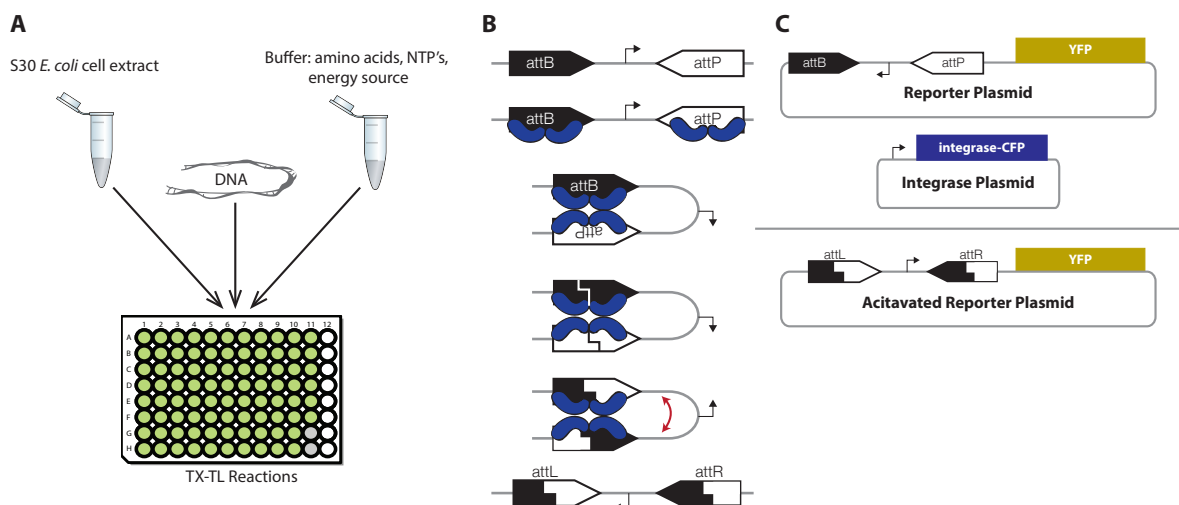 A
S30 E. coli cell extract
Buffer: amino acids, NTP's,
energy source
DNA
1 2 3 4 5 6 7 8 9 10 11 12
A
B
C
D
E
F
G
H
TX-TL Reactions
B
attB
attP
attB
attP
attB
attP
attL
attR
C
attB
attP
YFP
Reporter Plasmid
integrase-CFP
Integrase Plasmid
attL
attR
YFP
Acitavated Reporter Plasmid